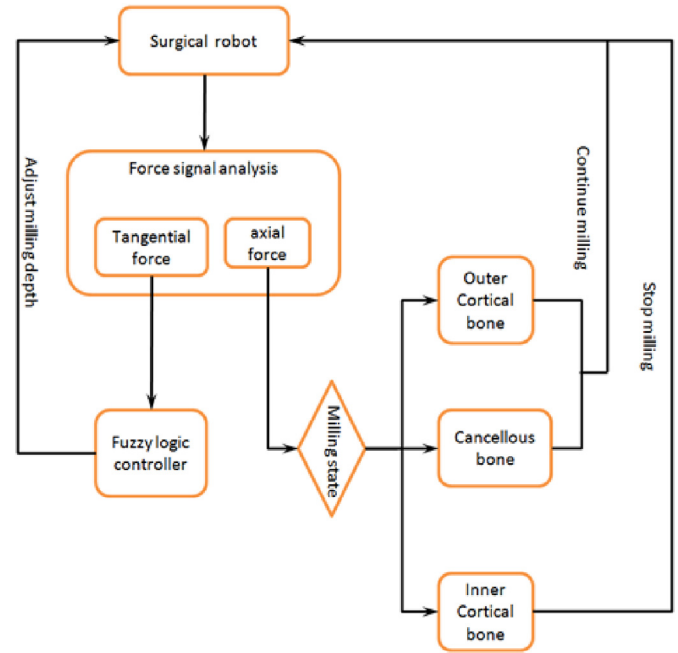 Surgical robot
Force signal analysis
Tangential
force
axial
force
Adjust milling depth
Fuzzy logic
controller
Milling state
Outer
Cortical
bone
Cancellous
bone
Inner
Cortical
bone
Continue milling
Stop milling